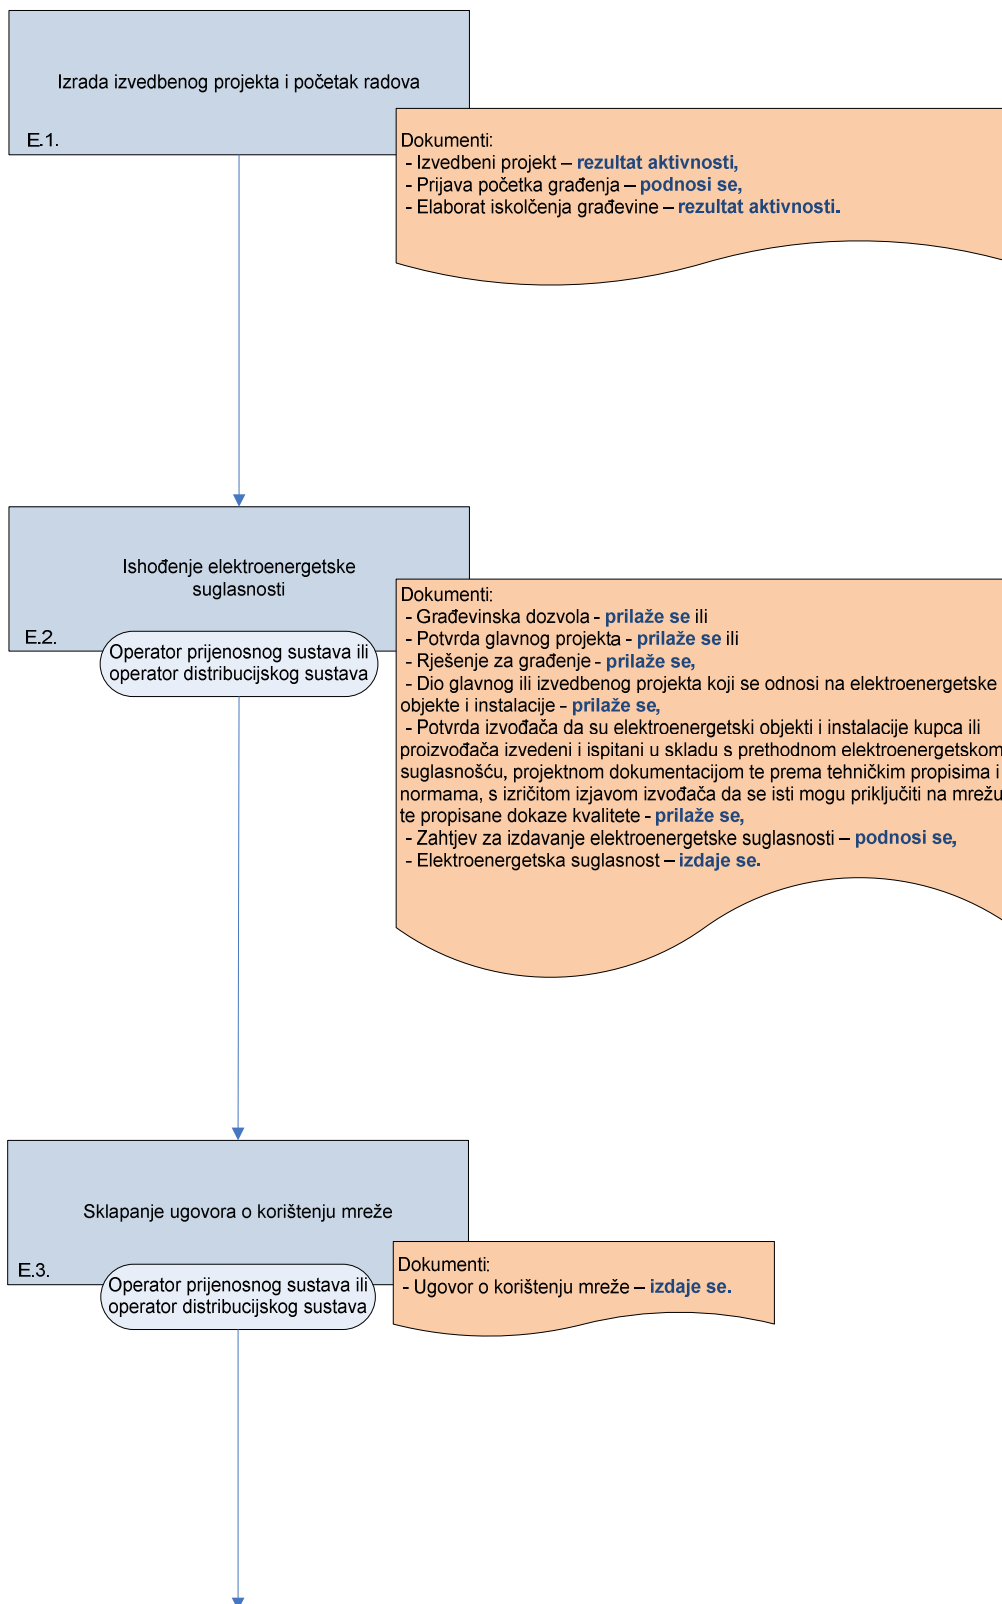 Izrada izvedbenog projekta i početak radova
E.1.
Dokumenti:
- Izvedbeni projekt – rezultat aktivnosti,
- Prijava početka građenja – podnosi se,
- Elaborat iskolčenja građevine – rezultat aktivnosti.
Ishođenje elektroenergetske
suglasnosti
E.2.
Operator prijenosnog sustava ili
operator distribucijskog sustava
Dokumenti:
- Građevinska dozvola - prilaže se ili
- Potvrda glavnog projekta - prilaže se ili
- Rješenje za građenje - prilaže se,
- Dio glavnog ili izvedbenog projekta koji se odnosi na elektroenergetske
objekte i instalacije - prilaže se,
- Potvrda izvođača da su elektroenergetski objekti i instalacije kupca ili
proizvođača izvedeni i ispitani u skladu s prethodnom elektroenergetskom
suglasnošću, projektnom dokumentacijom te prema tehničkim propisima i
normama, s izričitom izjavom izvođača da se isti mogu priključiti na mrežu
te propisane dokaze kvalitete - prilaže se,
- Zahtjev za izdavanje elektroenergetske suglasnosti – podnosi se,
- Elektroenergetska suglasnost – izdaje se.
Sklapanje ugovora o korištenju mreže
E.3.
Operator prijenosnog sustava ili
operator distribucijskog sustava
Dokumenti:
- Ugovor o korištenju mreže – izdaje se.